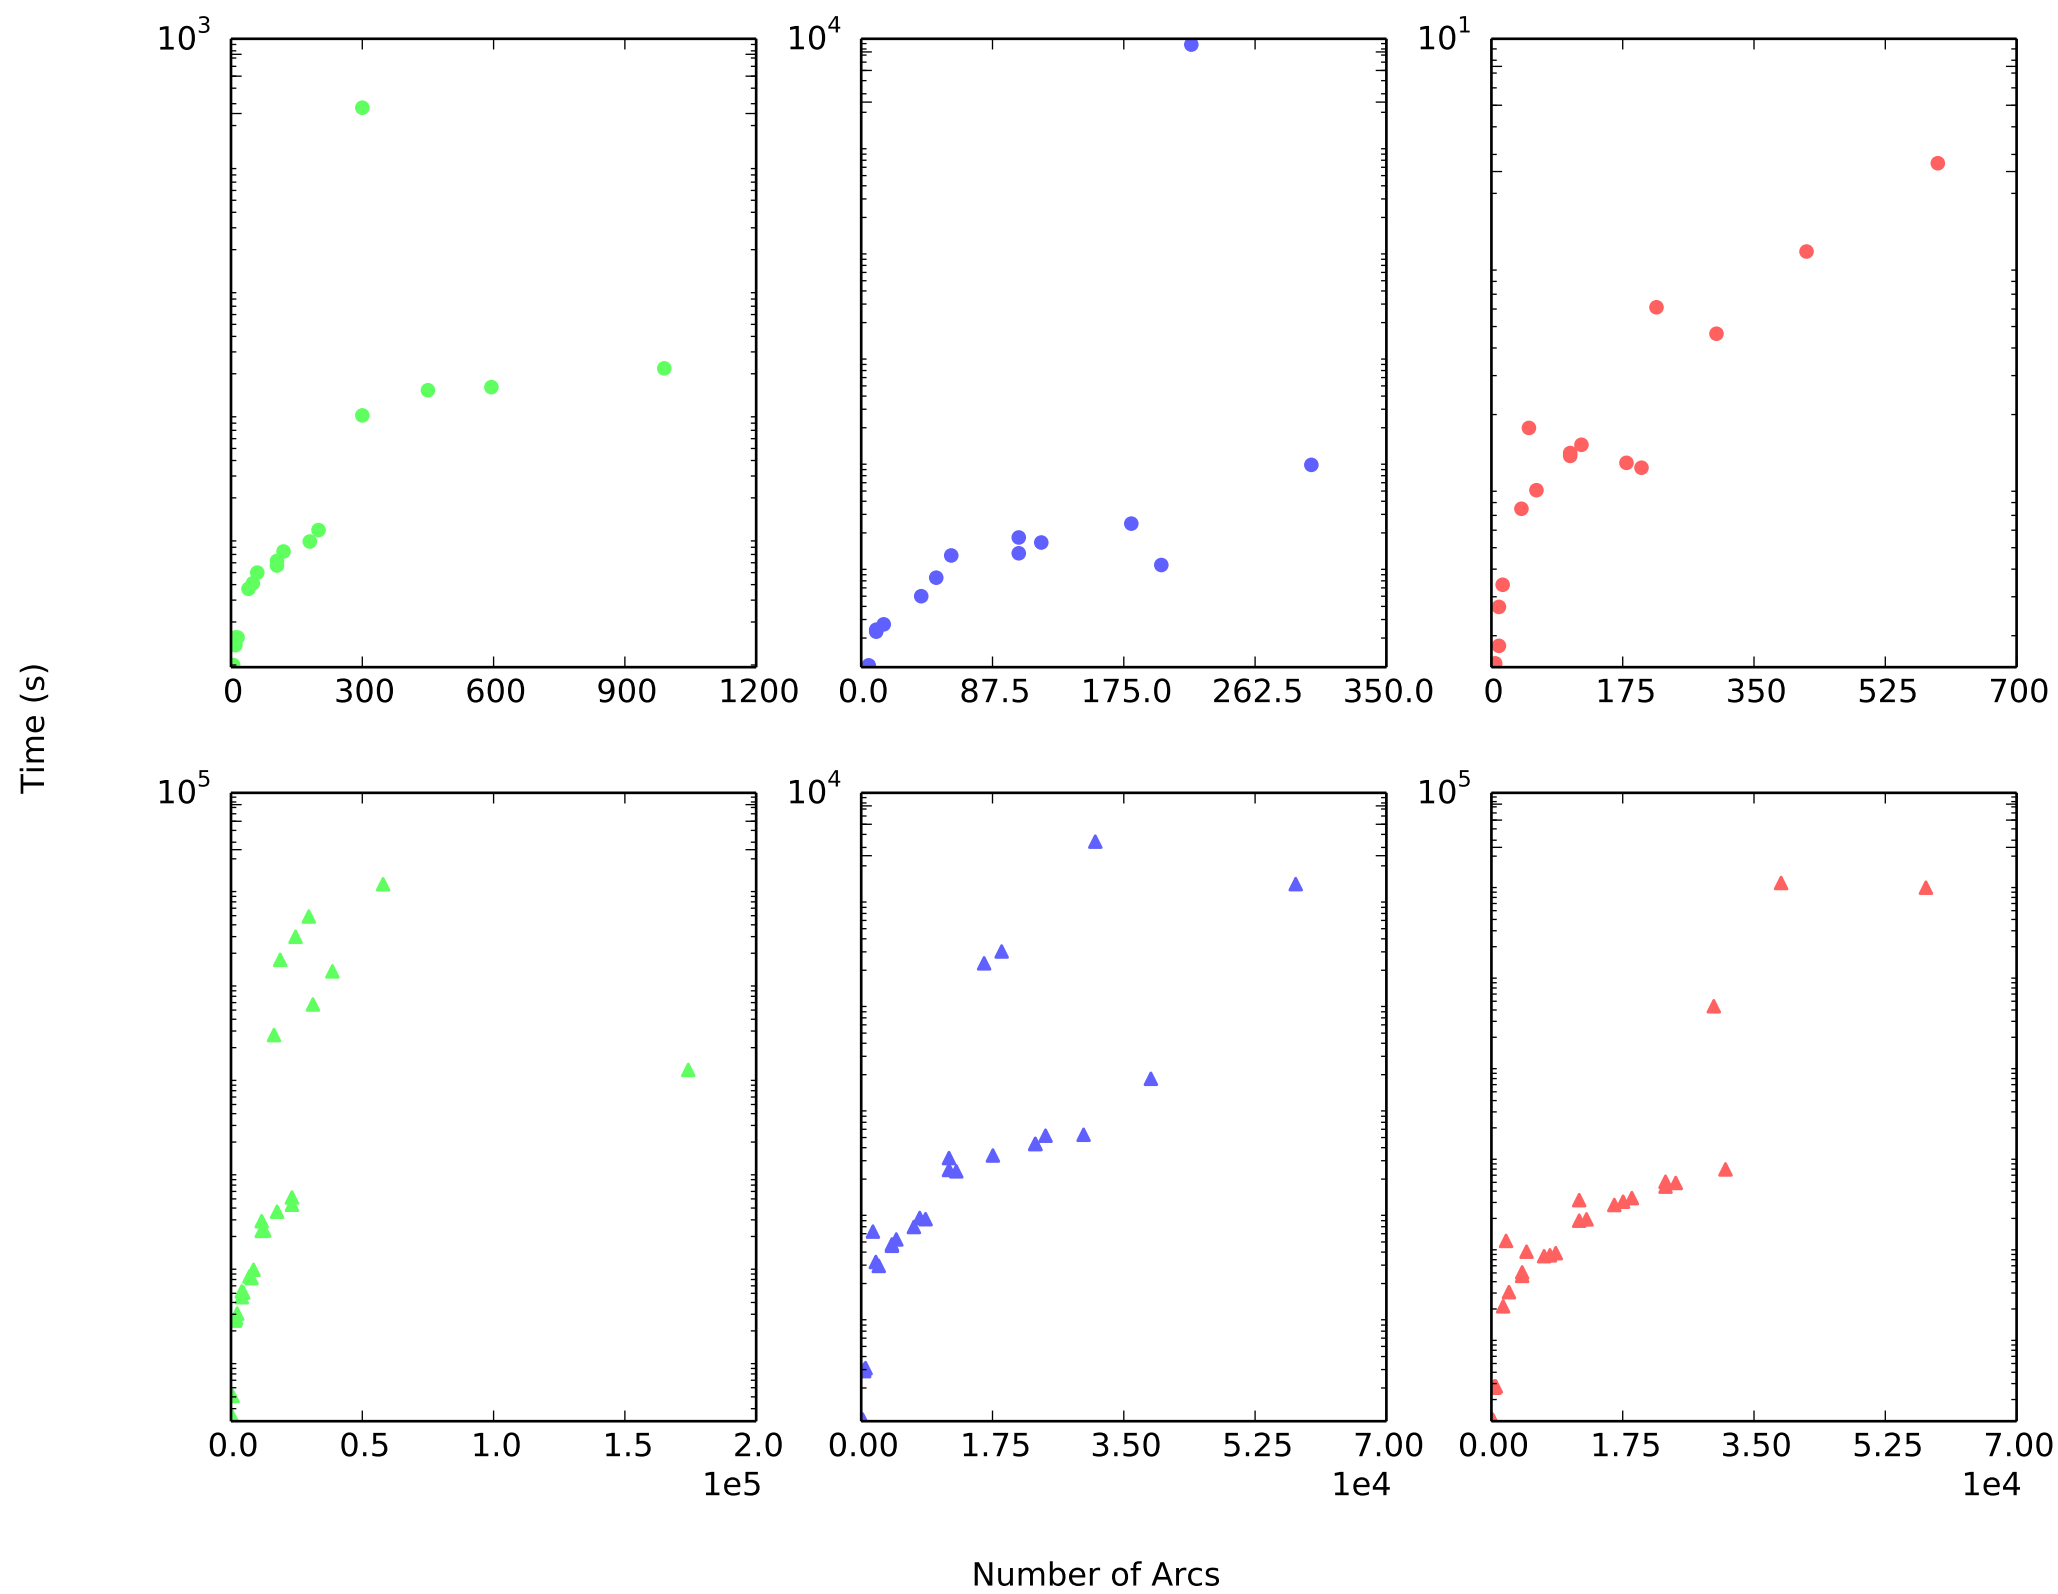 10³ 10⁴ 10¹
0 300 600 900 1200 0.0 87.5 175.0 262.5 350.0 0 175 350 525 700
Time (s)
10⁵ 10⁴ 10⁵
0.0 0.5 1.0 1.5 2.0 0.00 1.75 3.50 5.25 7.00 0.00 1.75 3.50 5.25 7.00
1e5 1e4 1e4
Number of Arcs